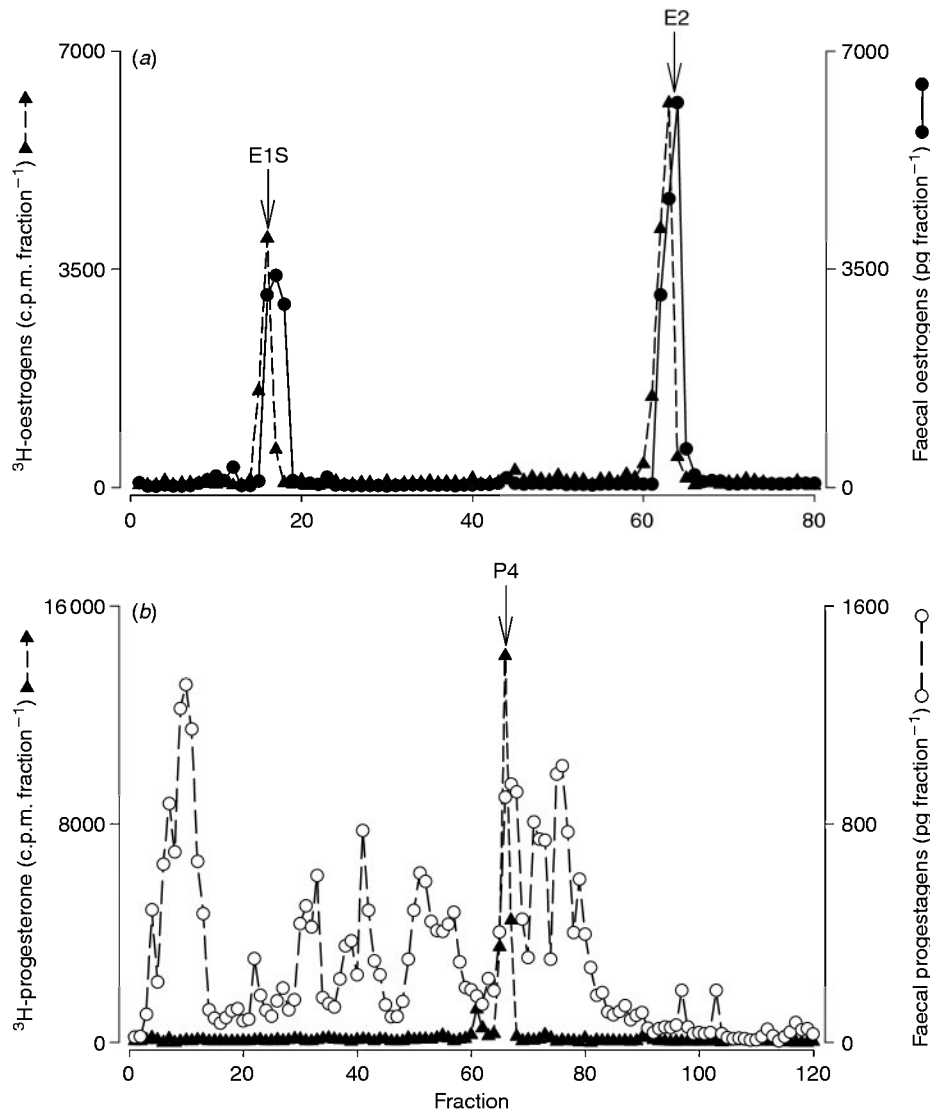 (a)
E1S
E2
7000
3500
0
7000
3500
0
³H-oestrogens (c.p.m. fraction⁻¹)
Faecal oestrogens (pg fraction⁻¹)
0 20 40 60 80
(b)
P4
16 000
8000
0
1600
800
0
³H-progesterone (c.p.m. fraction⁻¹)
Faecal progestagens (pg fraction⁻¹)
0 20 40 60 80 100 120
Fraction